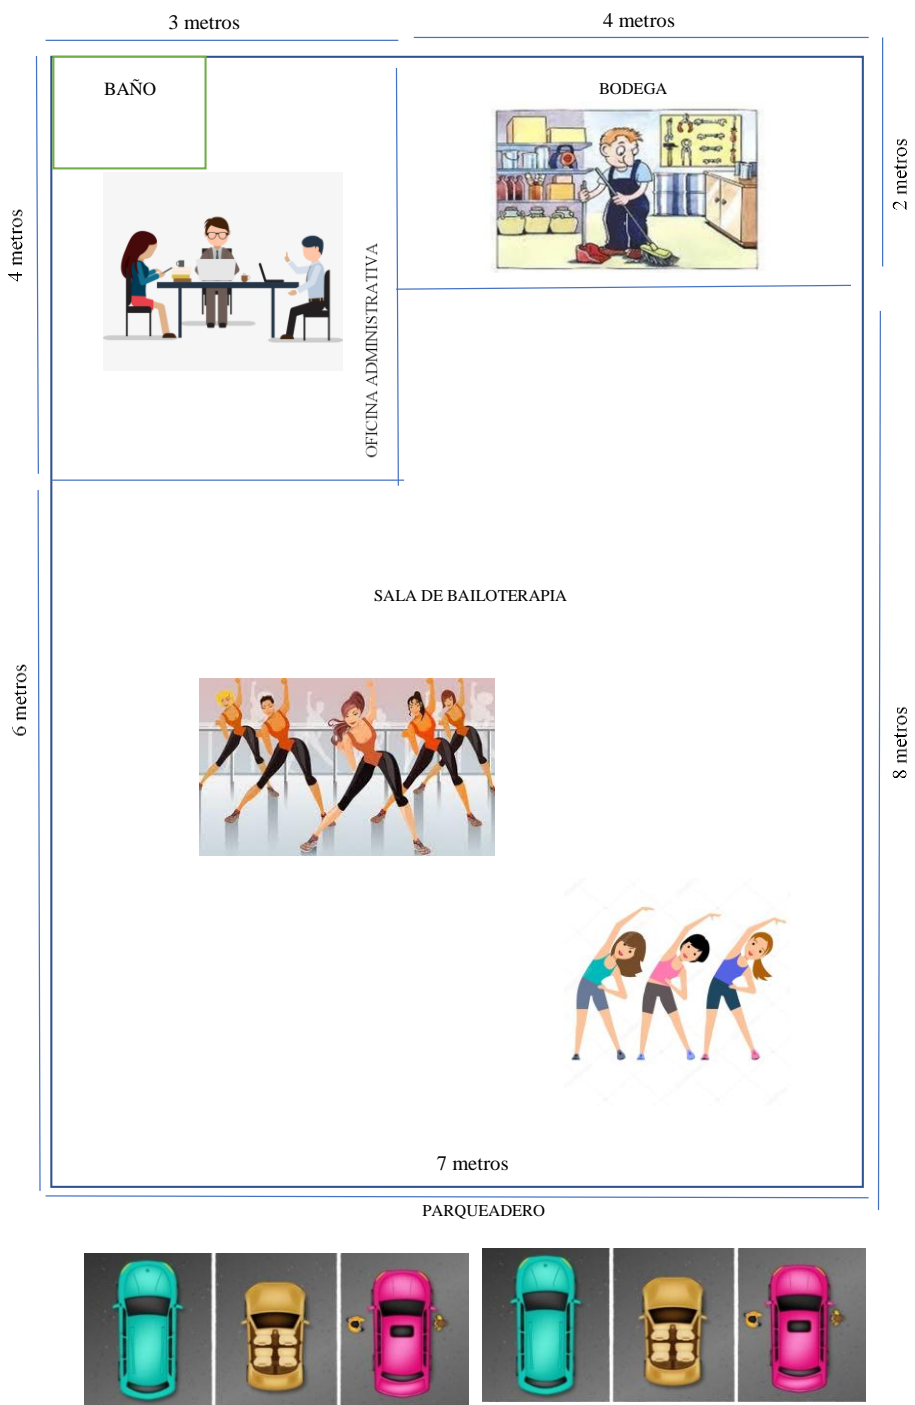 3 metros
4 metros
BAÑO
BODEGA
2 metros
4 metros
OFICINA ADMINISTRATIVA
SALA DE BAILOTERAPIA
6 metros
8 metros
7 metros
PARQUEADERO